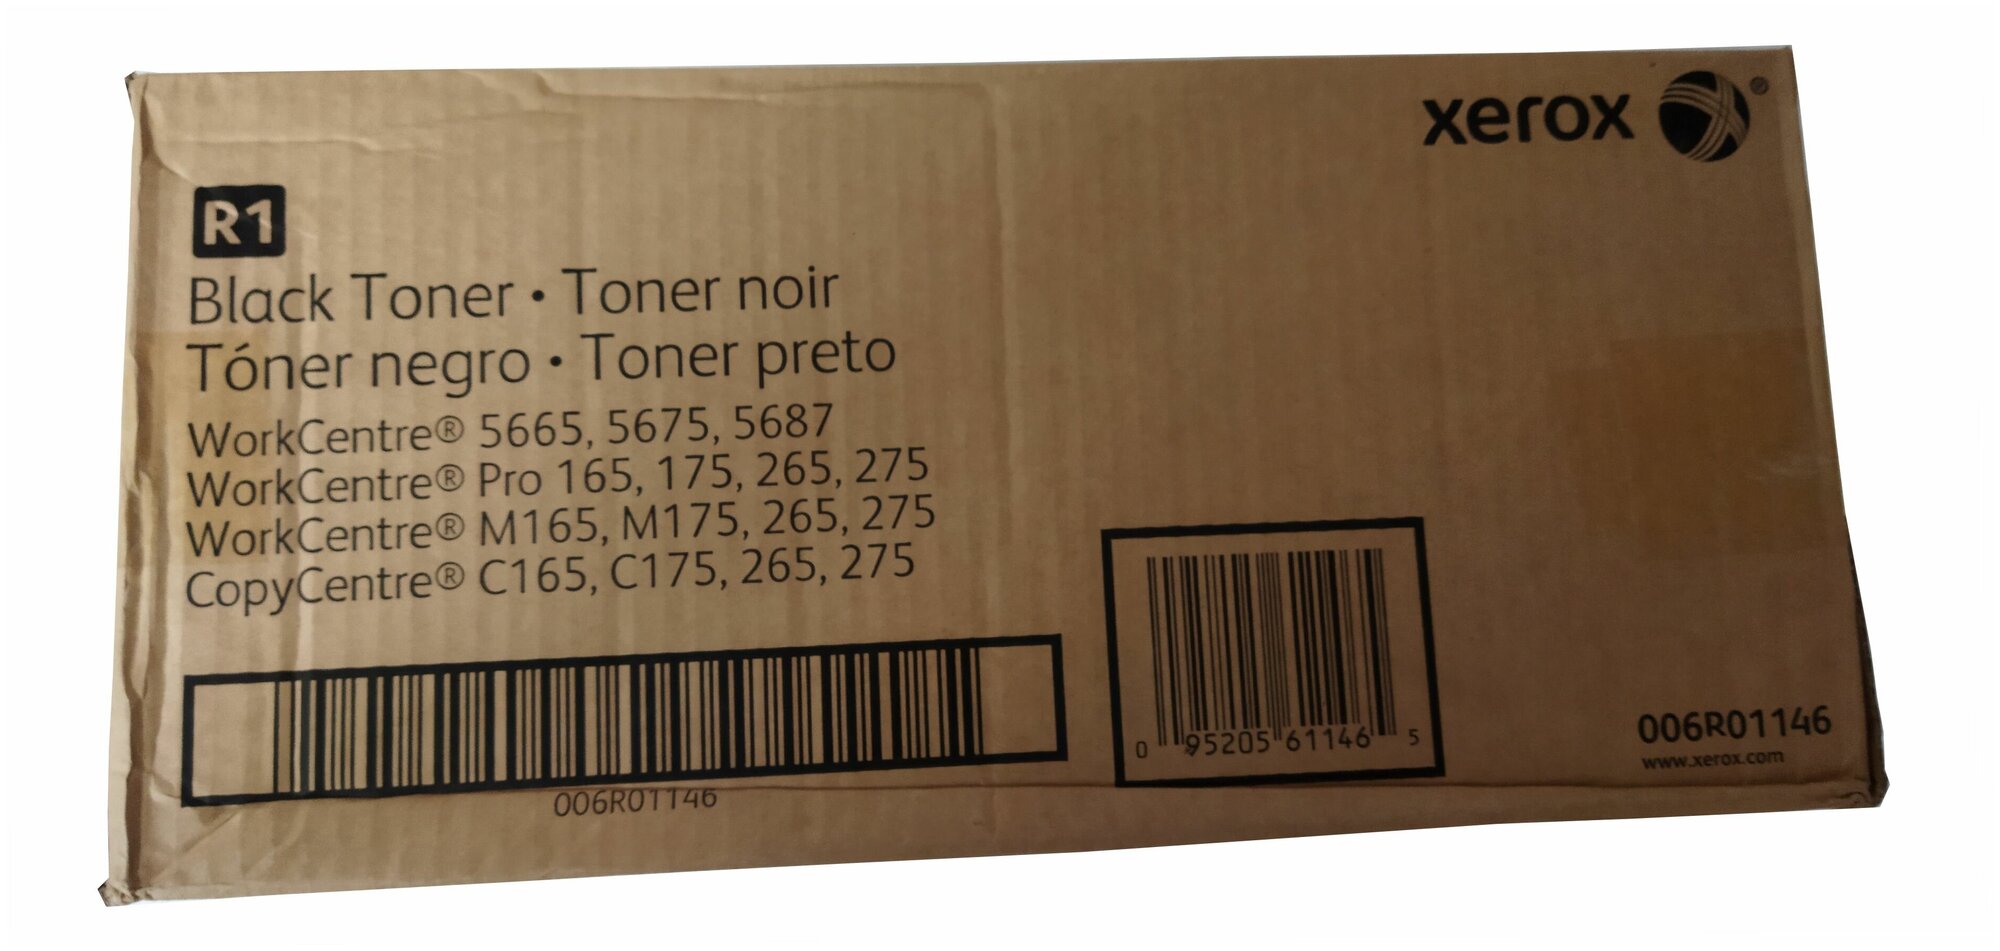 xerox ®
R1
Black Toner • Toner noir
Tóner negro • Toner preto
WorkCentre® 5665, 5675, 5687
WorkCentre® Pro 165, 175, 265, 275
WorkCentre® M165, M175, 265, 275
CopyCentre® C165, C175, 265, 275
006R01146
0 95205 61146 5
006R01146
www.xerox.com